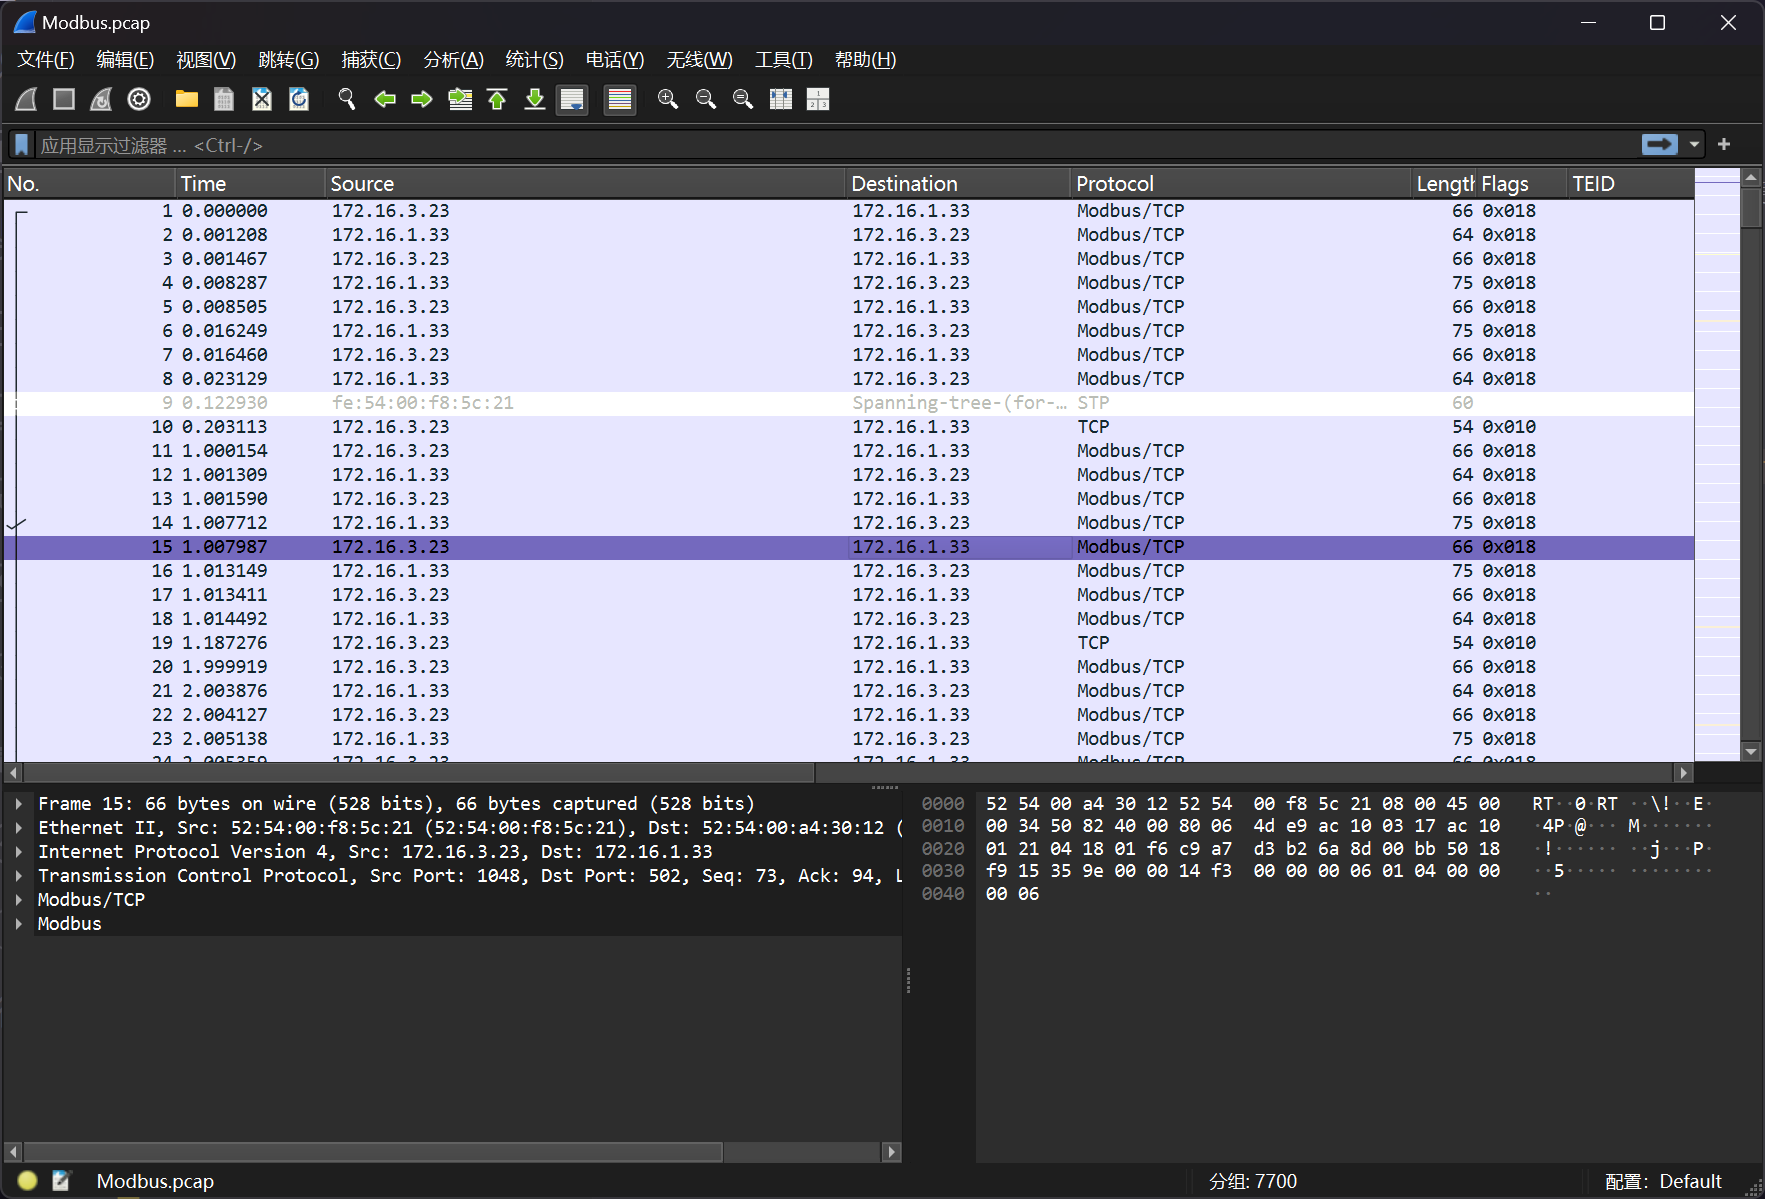 Modbus.pcap
文件(F) 编辑(E) 视图(V) 跳转(G) 捕获(C) 分析(A) 统计(S) 电话(Y) 无线(W) 工具(T) 帮助(H)
应用显示过滤器 … <Ctrl-/>
No. Time Source Destination Protocol Length Flags TEID
1 0.000000 172.16.3.23 172.16.1.33 Modbus/TCP 66 0x018
2 0.001208 172.16.1.33 172.16.3.23 Modbus/TCP 64 0x018
3 0.001467 172.16.3.23 172.16.1.33 Modbus/TCP 66 0x018
4 0.008287 172.16.1.33 172.16.3.23 Modbus/TCP 75 0x018
5 0.008505 172.16.3.23 172.16.1.33 Modbus/TCP 66 0x018
6 0.016249 172.16.1.33 172.16.3.23 Modbus/TCP 75 0x018
7 0.016460 172.16.3.23 172.16.1.33 Modbus/TCP 66 0x018
8 0.023129 172.16.1.33 172.16.3.23 Modbus/TCP 64 0x018
9 0.122930 fe:54:00:f8:5c:21 Spanning-tree-(for-… STP 60
10 0.203113 172.16.3.23 172.16.1.33 TCP 54 0x010
11 1.000154 172.16.3.23 172.16.1.33 Modbus/TCP 66 0x018
12 1.001309 172.16.1.33 172.16.3.23 Modbus/TCP 64 0x018
13 1.001590 172.16.3.23 172.16.1.33 Modbus/TCP 66 0x018
14 1.007712 172.16.1.33 172.16.3.23 Modbus/TCP 75 0x018
15 1.007987 172.16.3.23 172.16.1.33 Modbus/TCP 66 0x018
16 1.013149 172.16.1.33 172.16.3.23 Modbus/TCP 75 0x018
17 1.013411 172.16.3.23 172.16.1.33 Modbus/TCP 66 0x018
18 1.014492 172.16.1.33 172.16.3.23 Modbus/TCP 64 0x018
19 1.187276 172.16.3.23 172.16.1.33 TCP 54 0x010
20 1.999919 172.16.3.23 172.16.1.33 Modbus/TCP 66 0x018
21 2.003876 172.16.1.33 172.16.3.23 Modbus/TCP 64 0x018
22 2.004127 172.16.3.23 172.16.1.33 Modbus/TCP 66 0x018
23 2.005138 172.16.1.33 172.16.3.23 Modbus/TCP 75 0x018
24 2.005359 172.16.3.23 172.16.1.33 Modbus/TCP 66 0x018
Frame 15: 66 bytes on wire (528 bits), 66 bytes captured (528 bits)
Ethernet II, Src: 52:54:00:f8:5c:21 (52:54:00:f8:5c:21), Dst: 52:54:00:a4:30:12 (
Internet Protocol Version 4, Src: 172.16.3.23, Dst: 172.16.1.33
Transmission Control Protocol, Src Port: 1048, Dst Port: 502, Seq: 73, Ack: 94, L
Modbus/TCP
Modbus
0000 52 54 00 a4 30 12 52 54 00 f8 5c 21 08 00 45 00 RT··0·RT ··\!··E·
0010 00 34 50 82 40 00 80 06 4d e9 ac 10 03 17 ac 10 ·4P·@··· M·······
0020 01 21 04 18 01 f6 c9 a7 d3 b2 6a 8d 00 bb 50 18 ·!······ ··j···P·
0030 f9 15 35 9e 00 00 14 f3 00 00 00 06 01 04 00 00 ··5····· ········
0040 00 06 ··
Modbus.pcap 分组: 7700 配置: Default